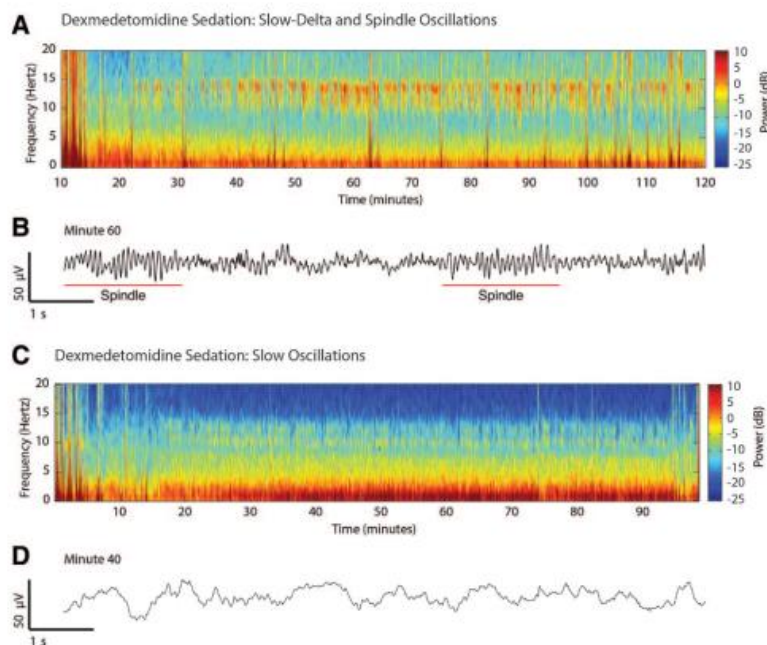 A
Dexmedetomidine Sedation: Slow-Delta and Spindle Oscillations
Frequency (Hertz)
20
15
10
5
0
10 20 30 40 50 60 70 80 90 100 110 120
Time (minutes)
10
5
0
-5
-10
-15
-20
-25
Power (dB)
B
Minute 60
50 µV
1 s
Spindle
Spindle
C
Dexmedetomidine Sedation: Slow Oscillations
Frequency (Hertz)
20
15
10
5
0
10 20 30 40 50 60 70 80 90
Time (minutes)
10
5
0
-5
-10
-15
-20
-25
Power (dB)
D
Minute 40
50 µV
1 s